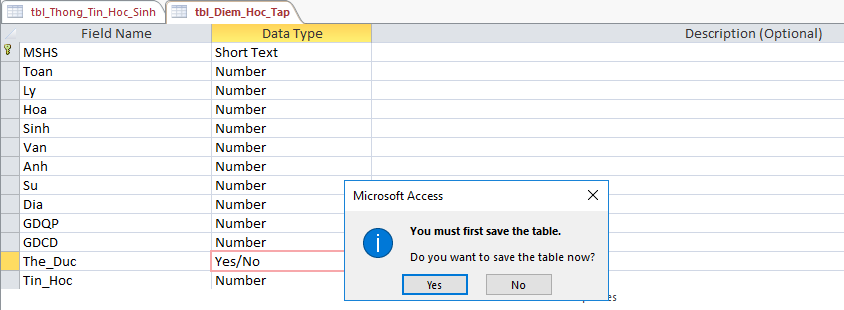 tbl_Thong_Tin_Hoc_Sinh tbl_Diem_Hoc_Tap
Field Name Data Type Description (Optional)
MSHS Short Text
Toan Number
Ly Number
Hoa Number
Sinh Number
Van Number
Anh Number
Su Number
Dia Number
GDQP Number
GDCD Number
The_Duc Yes/No
Tin_Hoc Number
Microsoft Access
You must first save the table.
Do you want to save the table now?
Yes No